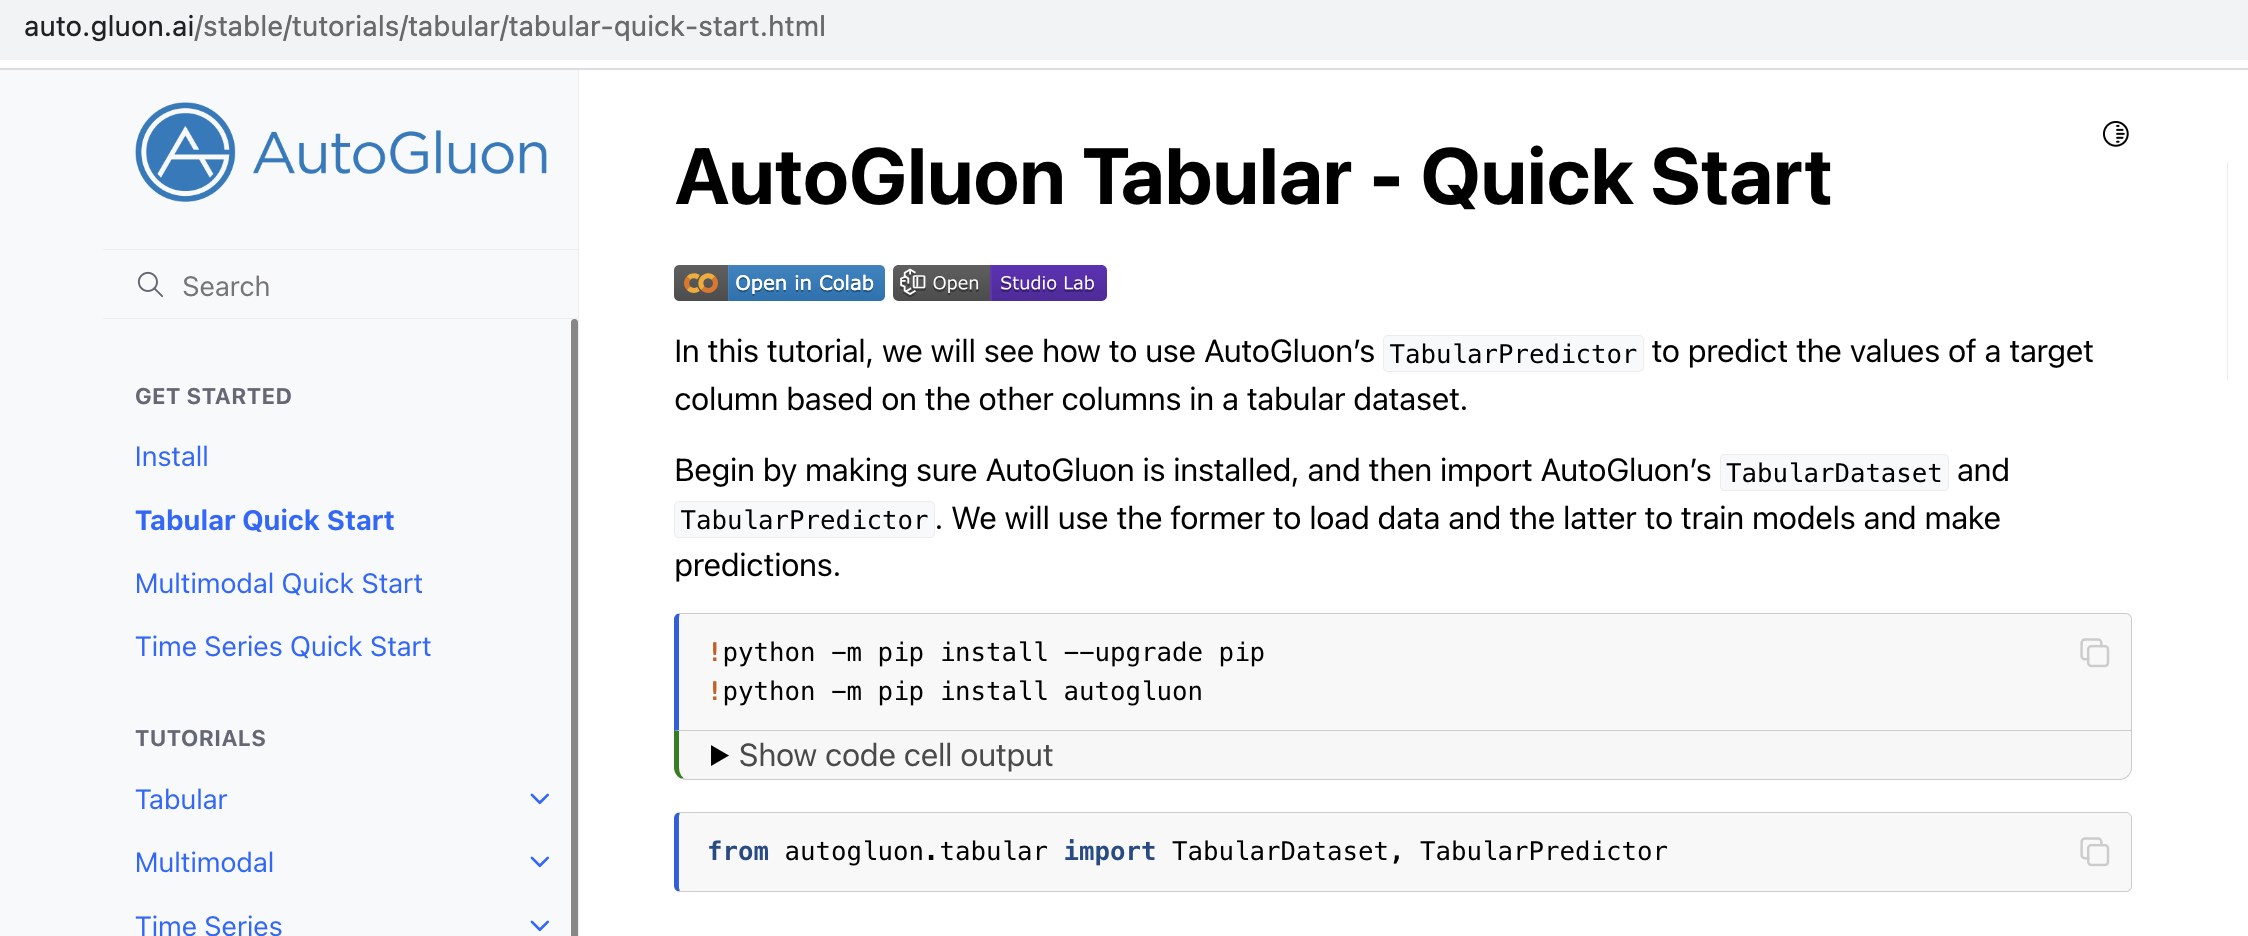 auto.gluon.ai/stable/tutorials/tabular/tabular-quick-start.html
AutoGluon
Search
GET STARTED
Install
Tabular Quick Start
Multimodal Quick Start
Time Series Quick Start
TUTORIALS
Tabular
Multimodal
Time Series
AutoGluon Tabular - Quick Start
Open in Colab Open Studio Lab
In this tutorial, we will see how to use AutoGluon’s TabularPredictor to predict the values of a target
column based on the other columns in a tabular dataset.
Begin by making sure AutoGluon is installed, and then import AutoGluon’s TabularDataset and
TabularPredictor. We will use the former to load data and the latter to train models and make
predictions.
!python -m pip install --upgrade pip
!python -m pip install autogluon
Show code cell output
from autogluon.tabular import TabularDataset, TabularPredictor